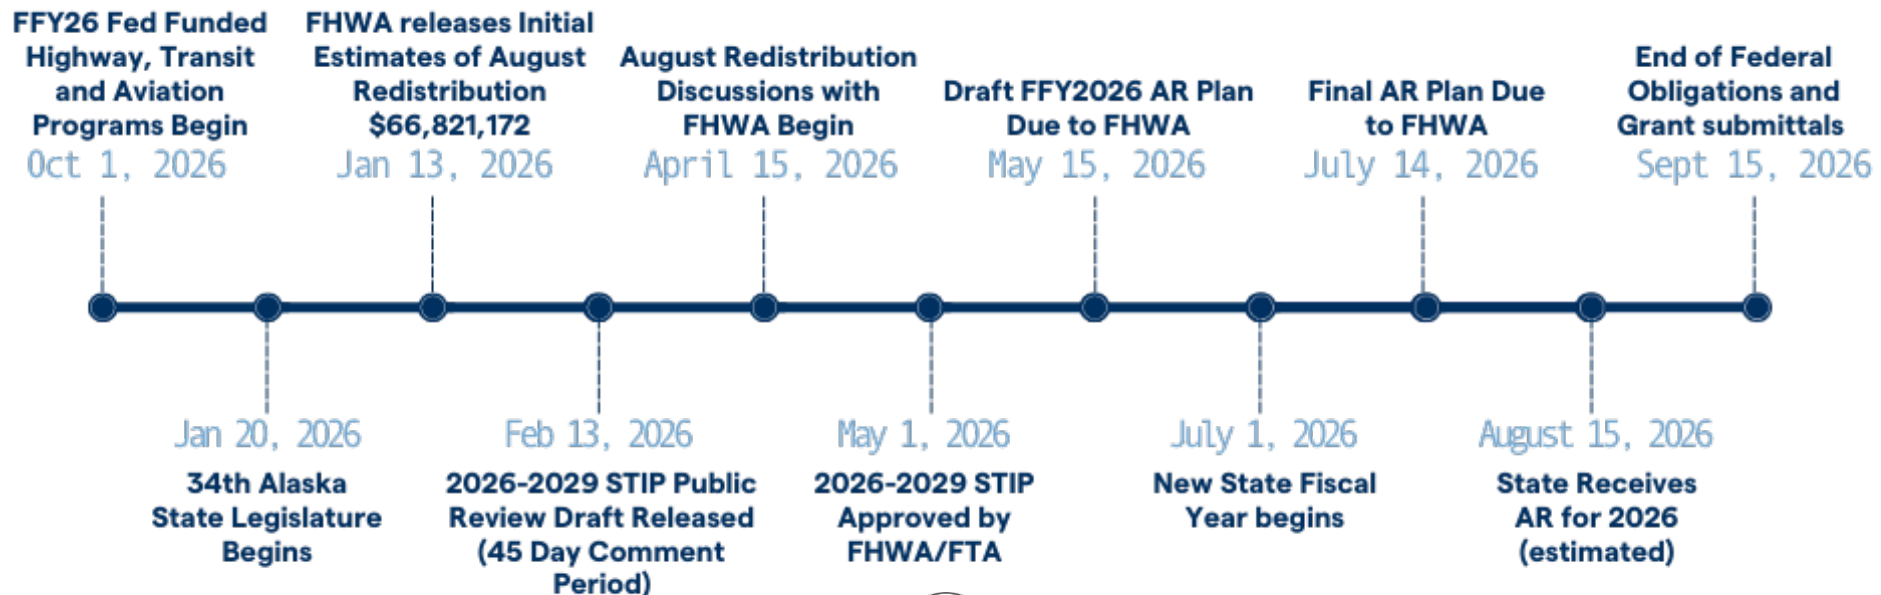 FFY26 Fed Funded
Highway, Transit
and Aviation
Programs Begin
Oct 1, 2026
FHWA releases Initial
Estimates of August
Redistribution
$66,821,172
Jan 13, 2026
August Redistribution
Discussions with
FHWA Begin
April 15, 2026
Draft FFY2026 AR Plan
Due to FHWA
May 15, 2026
Final AR Plan Due
to FHWA
July 14, 2026
End of Federal
Obligations and
Grant submittals
Sept 15, 2026
Jan 20, 2026
34th Alaska
State Legislature
Begins
Feb 13, 2026
2026-2029 STIP Public
Review Draft Released
(45 Day Comment
Period)
May 1, 2026
2026-2029 STIP
Approved by
FHWA/FTA
July 1, 2026
New State Fiscal
Year begins
August 15, 2026
State Receives
AR for 2026
(estimated)